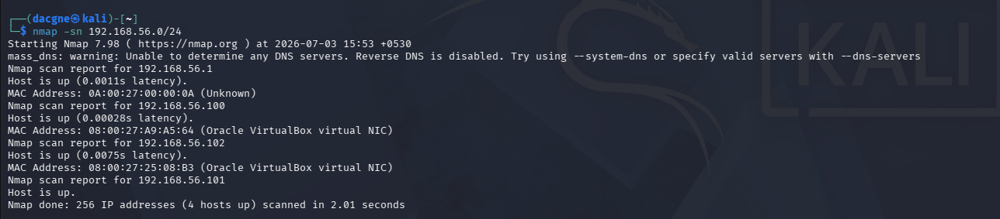 ┌──(dacgne㉿kali)-[~]
└─$ nmap -sn 192.168.56.0/24
Starting Nmap 7.98 ( https://nmap.org ) at 2026-07-03 15:53 +0530
mass_dns: warning: Unable to determine any DNS servers. Reverse DNS is disabled. Try using --system-dns or specify valid servers with --dns-servers
Nmap scan report for 192.168.56.1
Host is up (0.0011s latency).
MAC Address: 0A:00:27:00:00:0A (Unknown)
Nmap scan report for 192.168.56.100
Host is up (0.00028s latency).
MAC Address: 08:00:27:A9:A5:64 (Oracle VirtualBox virtual NIC)
Nmap scan report for 192.168.56.102
Host is up (0.0075s latency).
MAC Address: 08:00:27:25:08:B3 (Oracle VirtualBox virtual NIC)
Nmap scan report for 192.168.56.101
Host is up.
Nmap done: 256 IP addresses (4 hosts up) scanned in 2.01 seconds
KALI